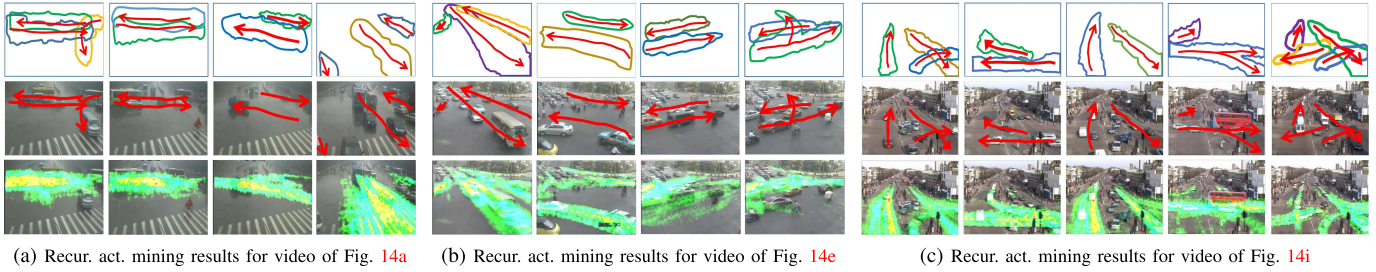 (a) Recur. act. mining results for video of Fig. 14a
(b) Recur. act. mining results for video of Fig. 14e
(c) Recur. act. mining results for video of Fig. 14i